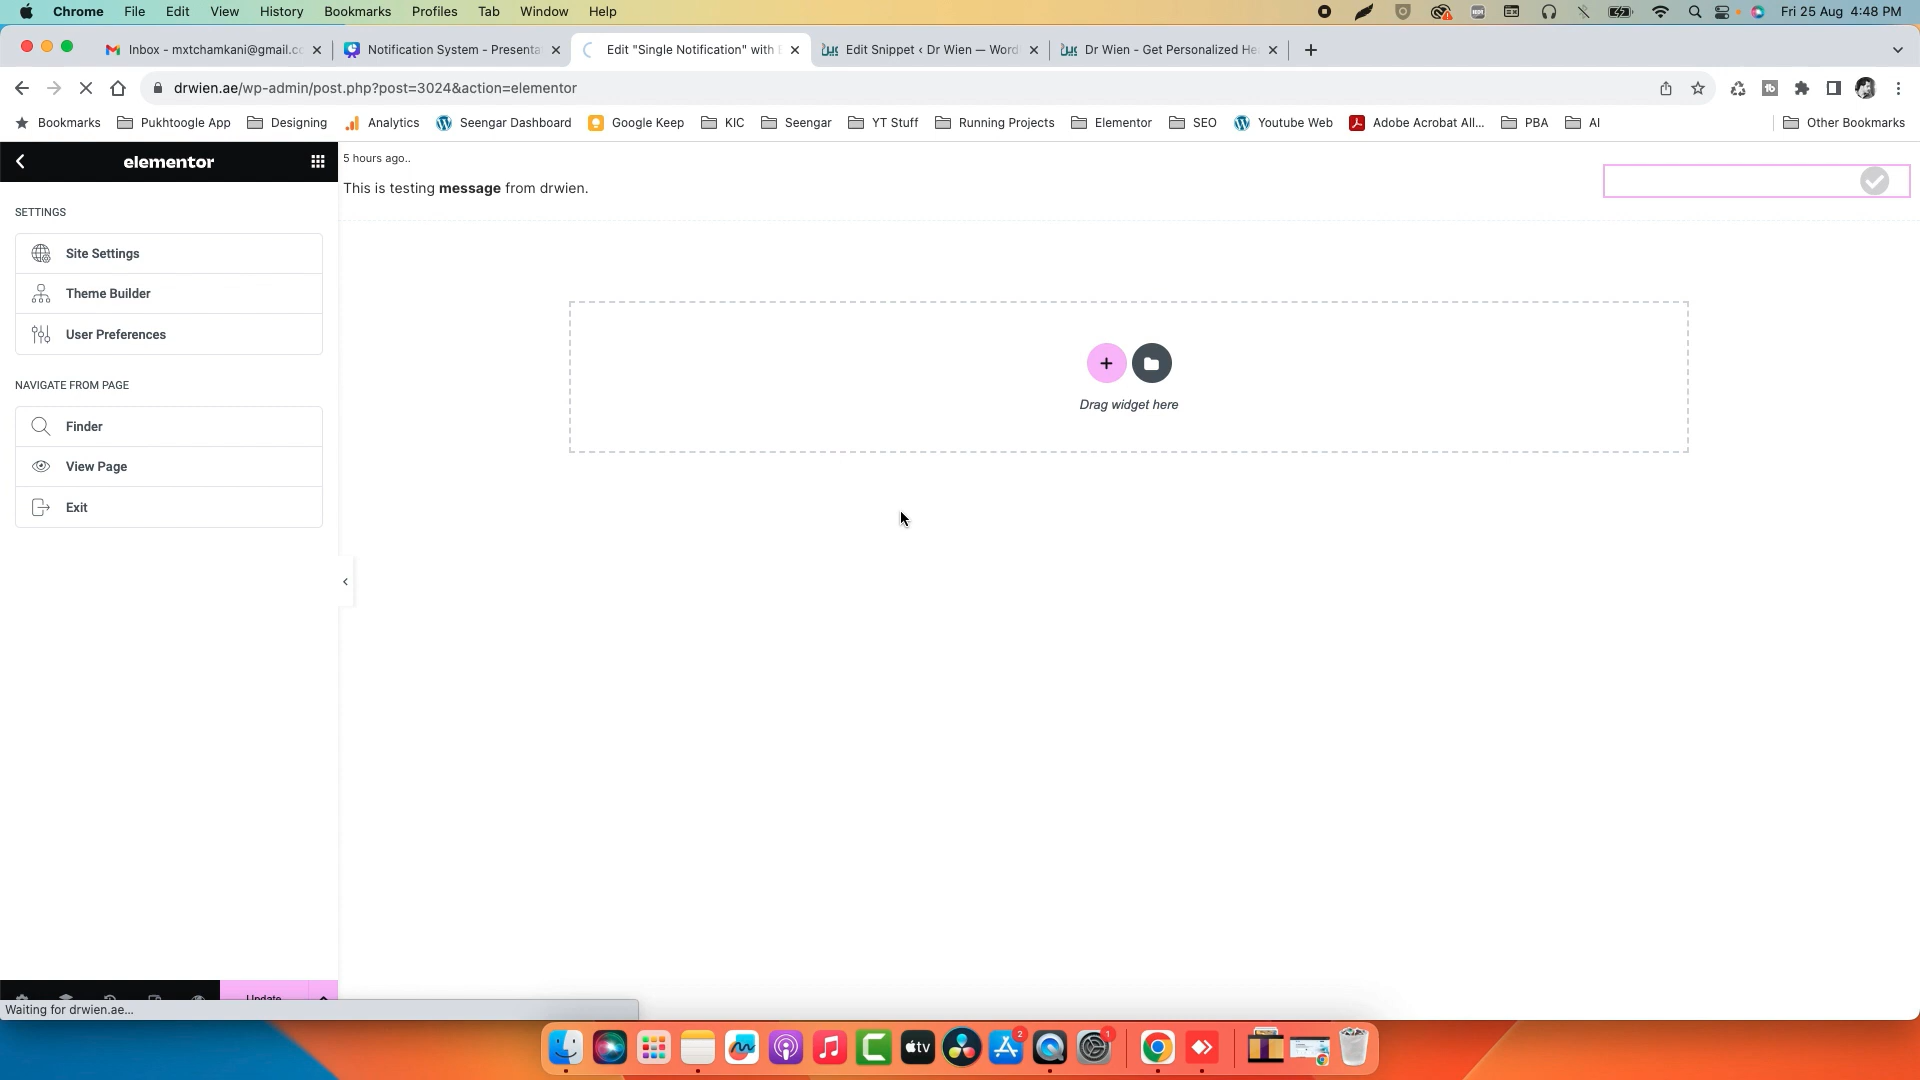 Chrome File Edit View History Bookmarks Profiles Tab Window Help Fri 25 Aug 4:48 PM
Inbox - mxtchamkani@gmail.cc Notification System - Presenta Edit "Single Notification" with E Edit Snippet ‹ Dr Wien — Word Dr Wien - Get Personalized He
drwien.ae/wp-admin/post.php?post=3024&action=elementor
Bookmarks Pukhtoogle App Designing Analytics Seengar Dashboard Google Keep KIC Seengar YT Stuff Running Projects Elementor SEO Youtube Web Adobe Acrobat All... PBA AI Other Bookmarks
elementor
5 hours ago..
This is testing message from drwien.
SETTINGS
Site Settings
Theme Builder
User Preferences
NAVIGATE FROM PAGE
Finder
View Page
Exit
Drag widget here
Update
Waiting for drwien.ae...
tv
2
1